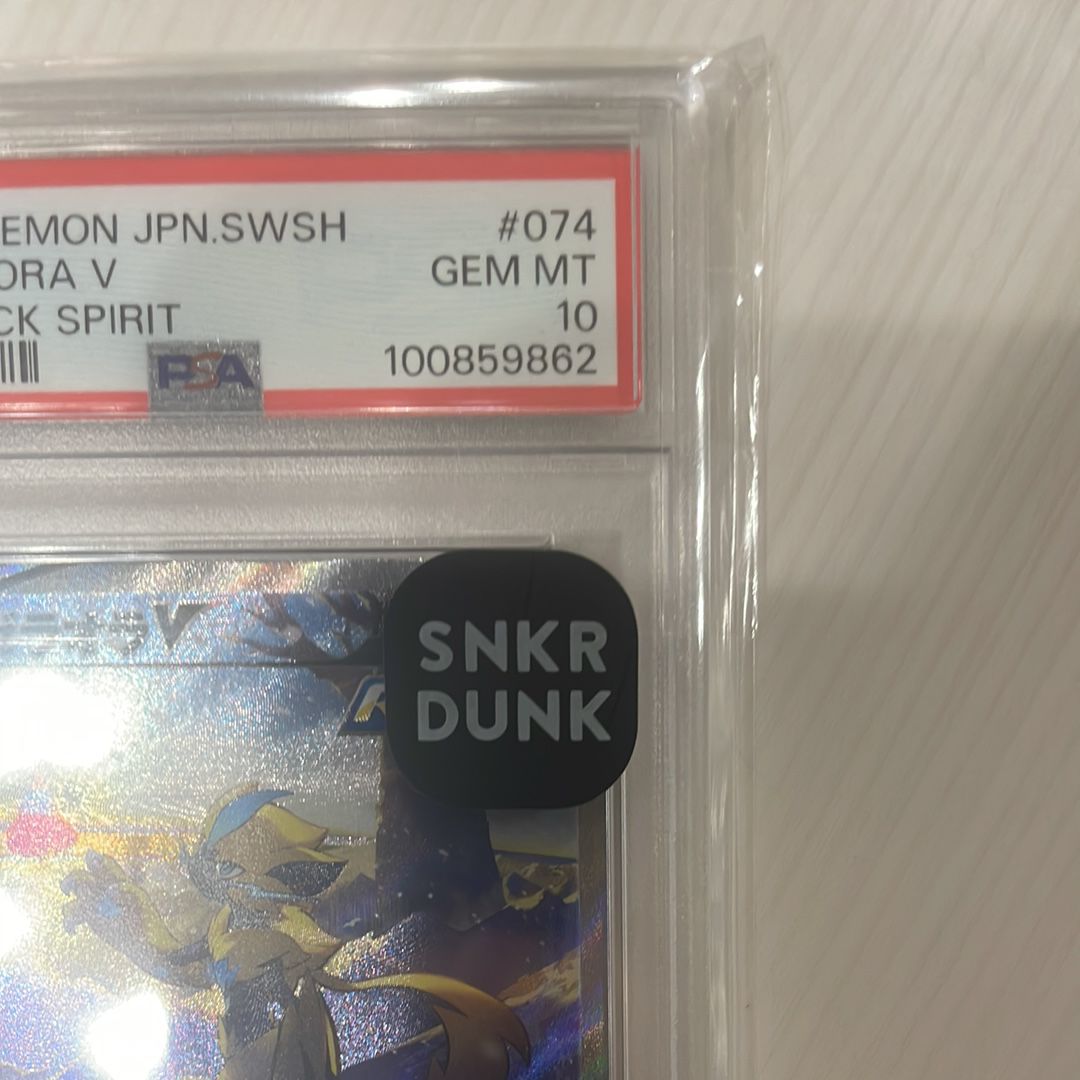 EMON JPN.SWSH #074
ORA V GEM MT
CK SPIRIT 10
PSA 100859862
V
SNKR
DUNK